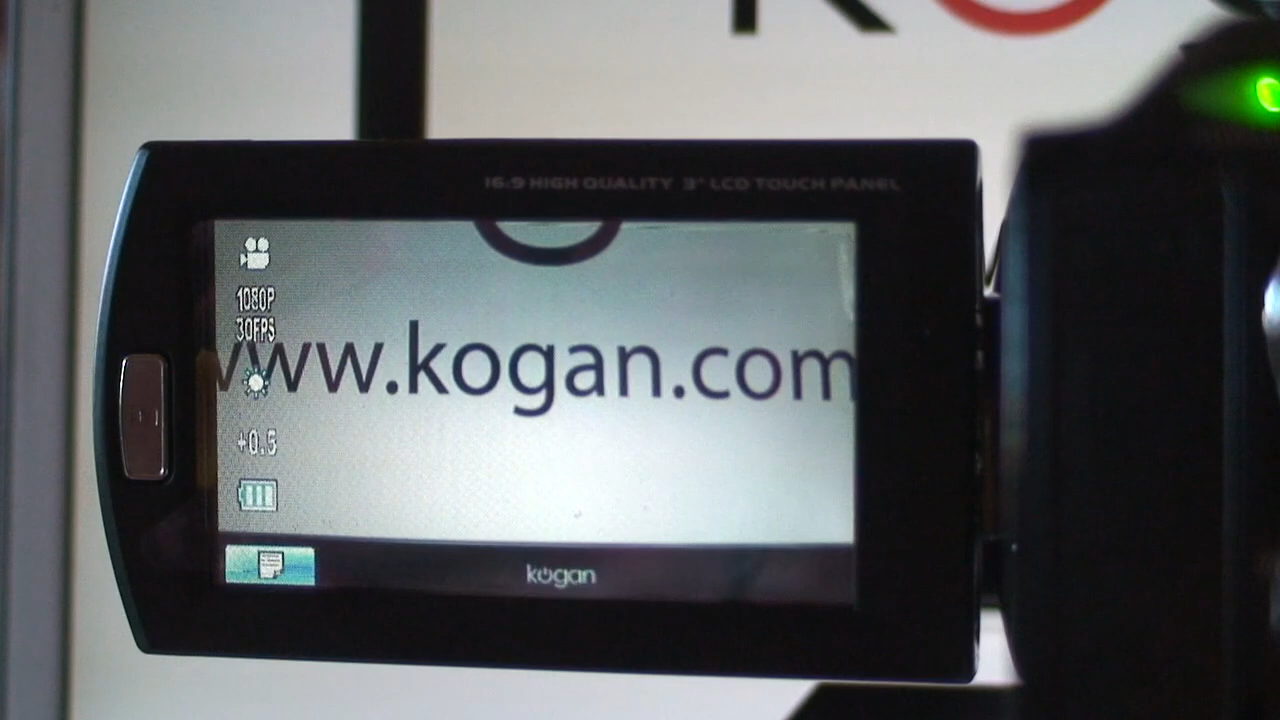 16:9 HIGH QUALITY 3" LCD TOUCH PANEL
1080P
30FPS
www.kogan.com
+0.5
kogan